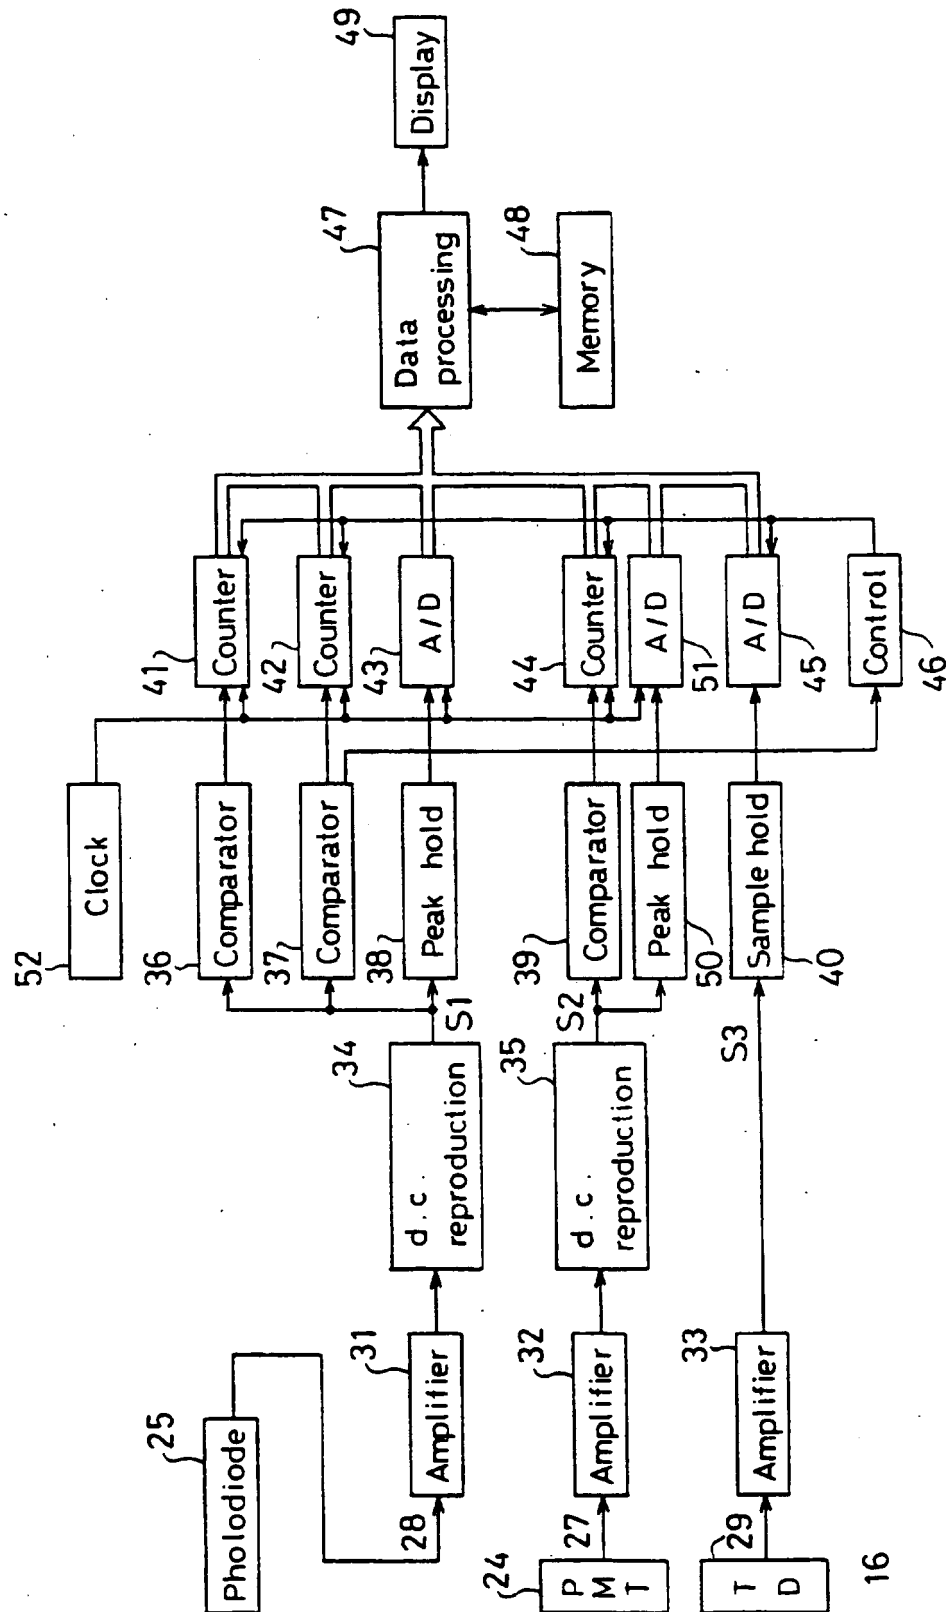 Pholodiode
25
28
Amplifier
31
d.c.
reproduction
34
S1
24
P
M
T
27
Amplifier
32
d.c.
reproduction
35
S2
T
D
29
16
Amplifier
33
S3
52
Clock
36
Comparator
37
Comparator
38
Peak hold
39
Comparator
50
Peak hold
40
Sample hold
41
Counter
42
Counter
43
A/D
44
Counter
51
A/D
45
A/D
46
Control
47
Data
processing
48
Memory
49
Display